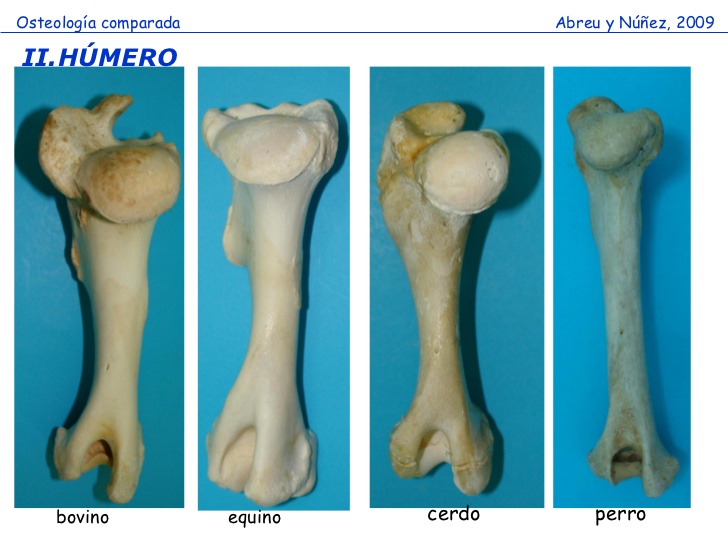 Osteología comparada
Abreu y Núñez, 2009
II.HÚMERO
bovino
equino
cerdo
perro